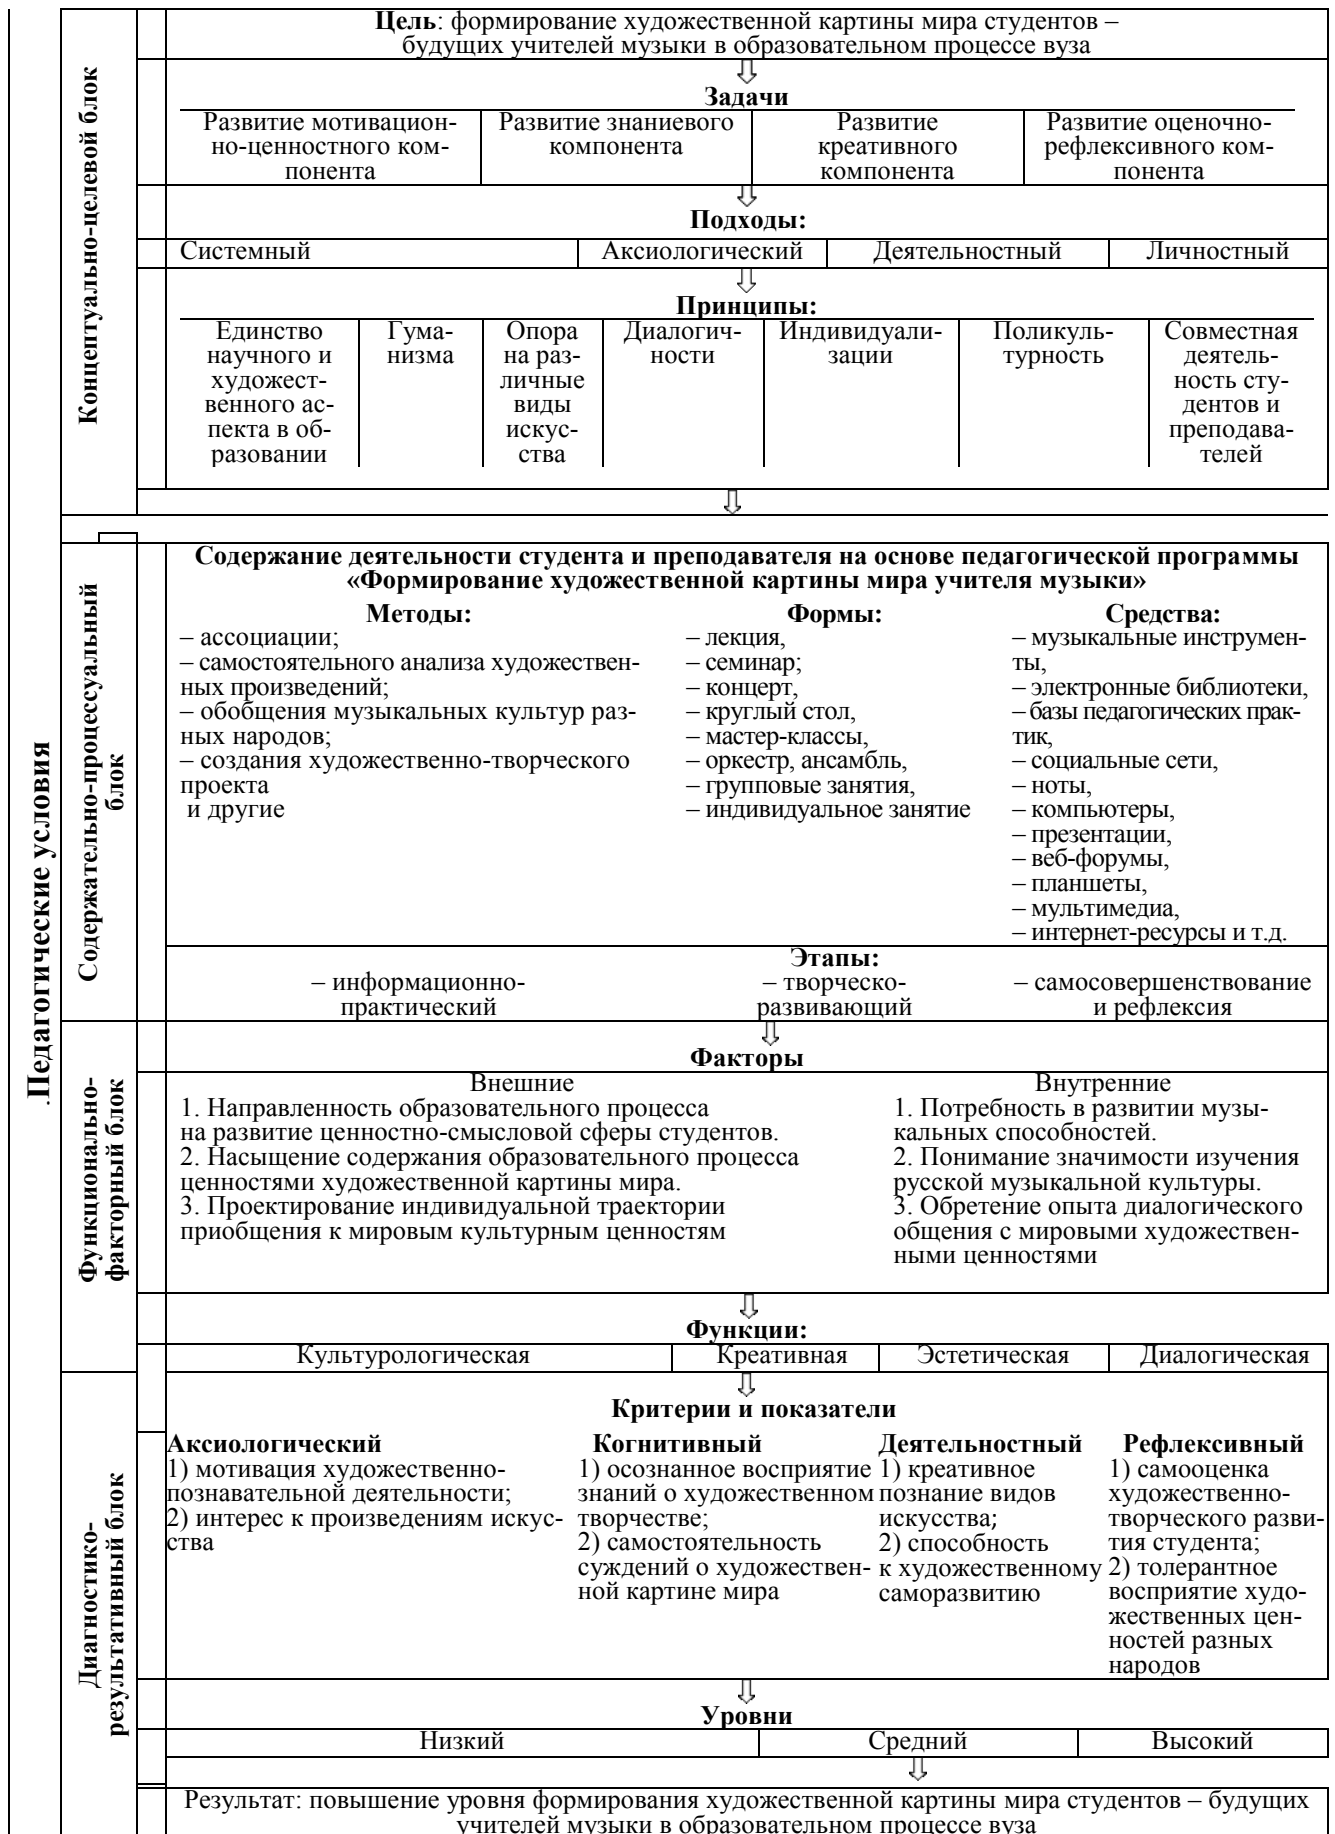 .Педагогические условия
Концептуально-целевой блок
Цель: формирование художественной картины мира студентов –
будущих учителей музыки в образовательном процессе вуза
Задачи
Развитие мотивацион-
но-ценностного ком-
понента
Развитие знаниевого
компонента
Развитие
креативного
компонента
Развитие оценочно-
рефлексивного ком-
понента
Подходы:
Системный
Аксиологический
Деятельностный
Личностный
Принципы:
Единство
научного и
художест-
венного ас-
пекта в об-
разовании
Гума-
низма
Опора
на раз-
личные
виды
искус-
ства
Диалогич-
ности
Индивидуали-
зации
Поликуль-
турность
Совместная
деятель-
ность сту-
дентов и
преподава-
телей
Содержательно-процессуальный
блок
Содержание деятельности студента и преподавателя на основе педагогической программы
«Формирование художественной картины мира учителя музыки»
Методы:
– ассоциации;
– самостоятельного анализа художествен-
ных произведений;
– обобщения музыкальных культур раз-
ных народов;
– создания художественно-творческого
проекта
и другие
Формы:
– лекция,
– семинар;
– концерт,
– круглый стол,
– мастер-классы,
– оркестр, ансамбль,
– групповые занятия,
– индивидуальное занятие
Средства:
– музыкальные инструмен-
ты,
– электронные библиотеки,
– базы педагогических прак-
тик,
– социальные сети,
– ноты,
– компьютеры,
– презентации,
– веб-форумы,
– планшеты,
– мультимедиа,
– интернет-ресурсы и т.д.
Этапы:
– информационно-
практический
– творческо-
развивающий
– самосовершенствование
и рефлексия
Функционально-
факторный блок
Факторы
Внешние
1. Направленность образовательного процесса
на развитие ценностно-смысловой сферы студентов.
2. Насыщение содержания образовательного процесса
ценностями художественной картины мира.
3. Проектирование индивидуальной траектории
приобщения к мировым культурным ценностям
Внутренние
1. Потребность в развитии музы-
кальных способностей.
2. Понимание значимости изучения
русской музыкальной культуры.
3. Обретение опыта диалогического
общения с мировыми художествен-
ными ценностями
Функции:
Культурологическая
Креативная
Эстетическая
Диалогическая
Диагностико-
результативный блок
Критерии и показатели
Аксиологический
1) мотивация художественно-
познавательной деятельности;
2) интерес к произведениям искус-
ства
Когнитивный
1) осознанное восприятие
знаний о художественном
творчестве;
2) самостоятельность
суждений о художествен-
ной картине мира
Деятельностный
1) креативное
познание видов
искусства;
2) способность
к художественному
саморазвитию
Рефлексивный
1) самооценка
художественно-
творческого разви-
тия студента;
2) толерантное
восприятие худо-
жественных цен-
ностей разных
народов
Уровни
Низкий
Средний
Высокий
Результат: повышение уровня формирования художественной картины мира студентов – будущих
учителей музыки в образовательном процессе вуза